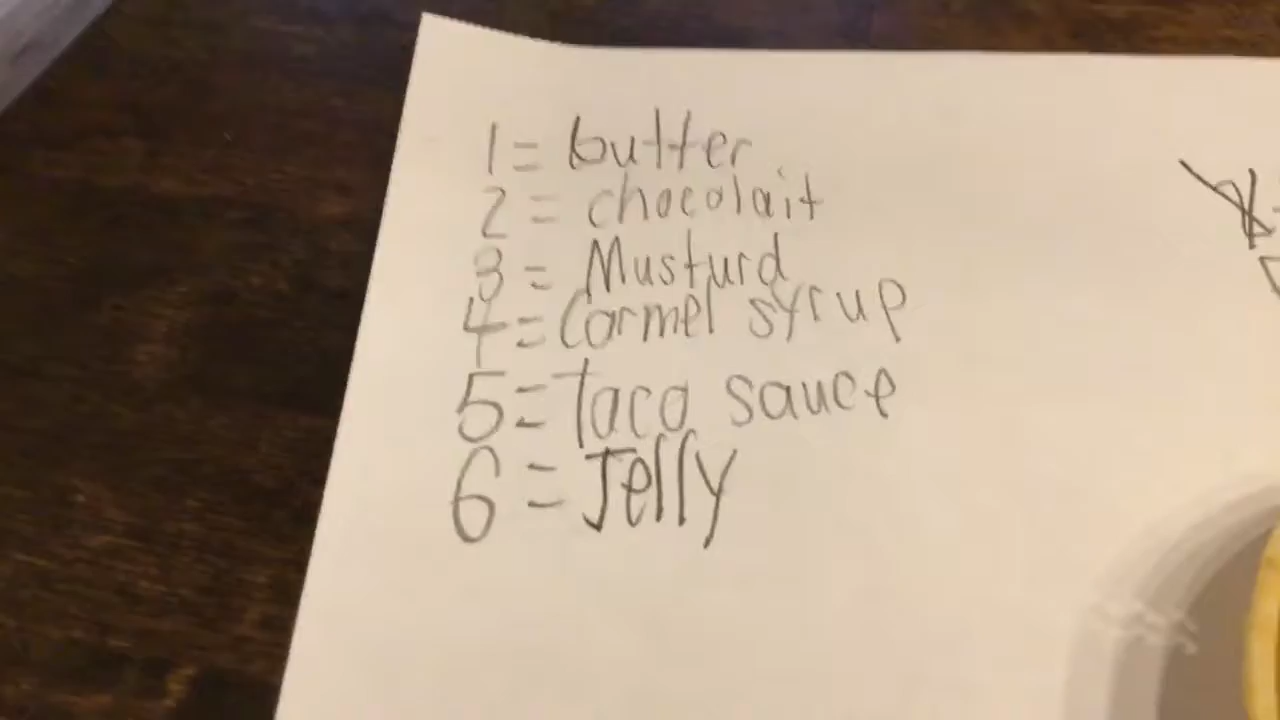 1 = butter
2 = chocolait
3 = Musturd
4 = Carmel syrup
5 = Taco sauce
6 = Jelly